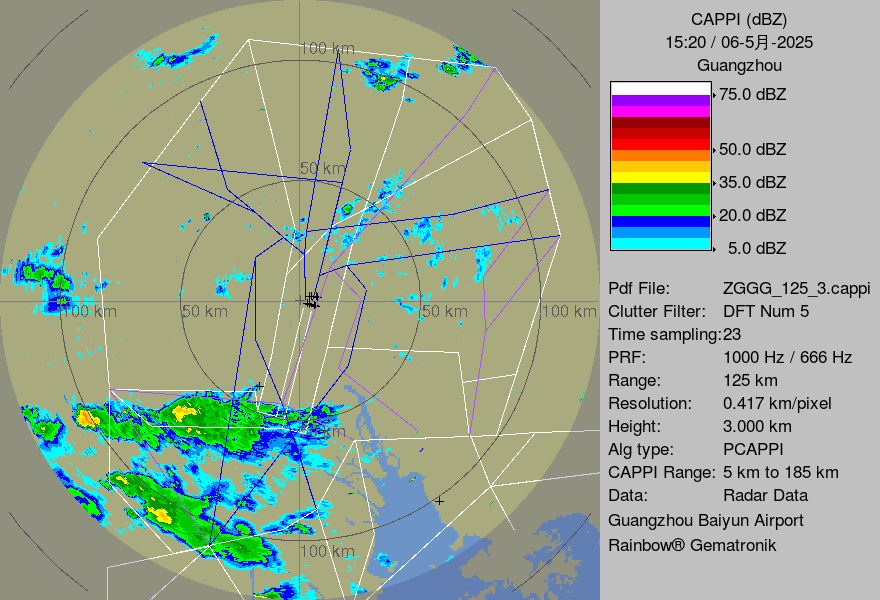 100 km
50 km
100 km
50 km
50 km
100 km
50 km
100 km
CAPPI (dBZ)
15:20 / 06-5月-2025
Guangzhou
75.0 dBZ
50.0 dBZ
35.0 dBZ
20.0 dBZ
5.0 dBZ
Pdf File: ZGGG_125_3.cappi
Clutter Filter: DFT Num 5
Time sampling:23
PRF: 1000 Hz / 666 Hz
Range: 125 km
Resolution: 0.417 km/pixel
Height: 3.000 km
Alg type: PCAPPI
CAPPI Range: 5 km to 185 km
Data: Radar Data
Guangzhou Baiyun Airport
Rainbow® Gematronik